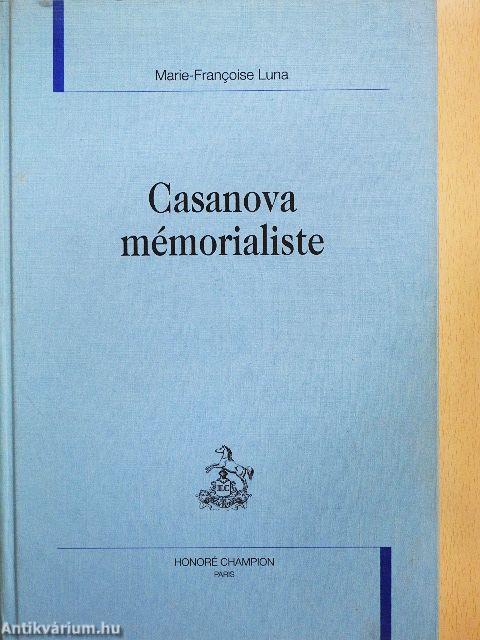 Marie-Françoise Luna
Casanova
mémorialiste
HONORÉ CHAMPION
PARIS
Antikvárium.hu